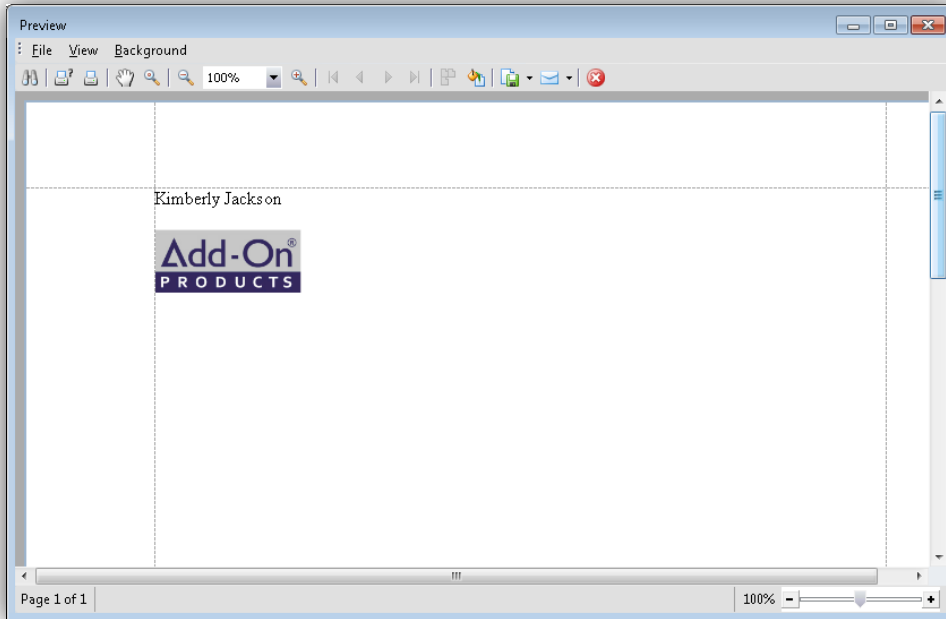 Preview
File View Background
100%
Kimberly Jackson
Add-On®
PRODUCTS
Page 1 of 1 100%